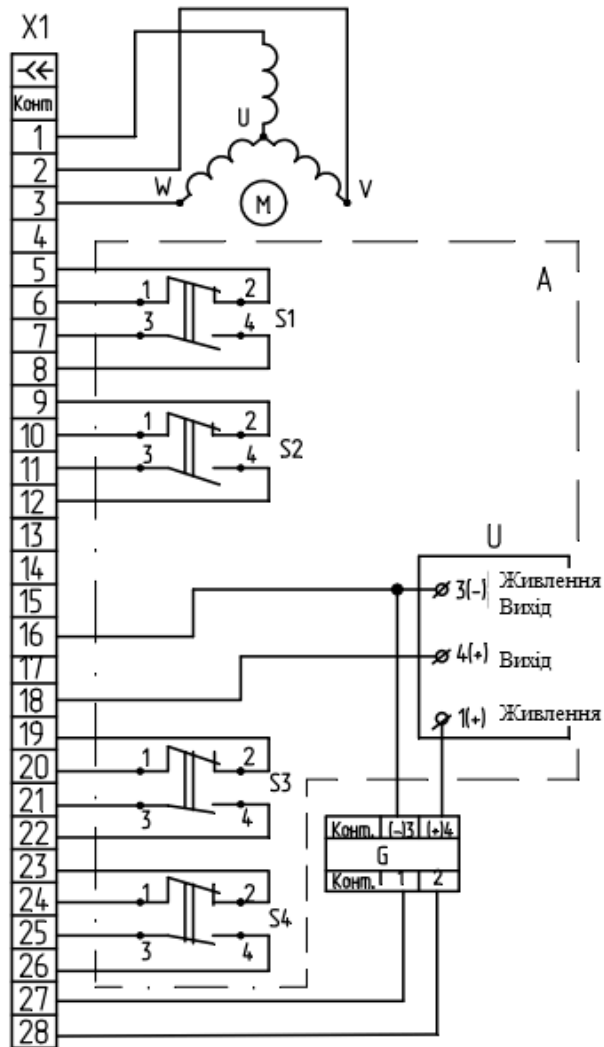 X1
Конт
1
2
3
4
5
6
7
8
9
10
11
12
13
14
15
16
17
18
19
20
21
22
23
24
25
26
27
28
U
W
V
M
A
1
2
3
4
S1
1
2
3
4
S2
U
3(-) Живлення
Вихід
4(+) Вихід
1(+) Живлення
1
2
3
4
S3
Конт. (-)3 (+)4
G
Конт. 1 2
1
2
3
4
S4